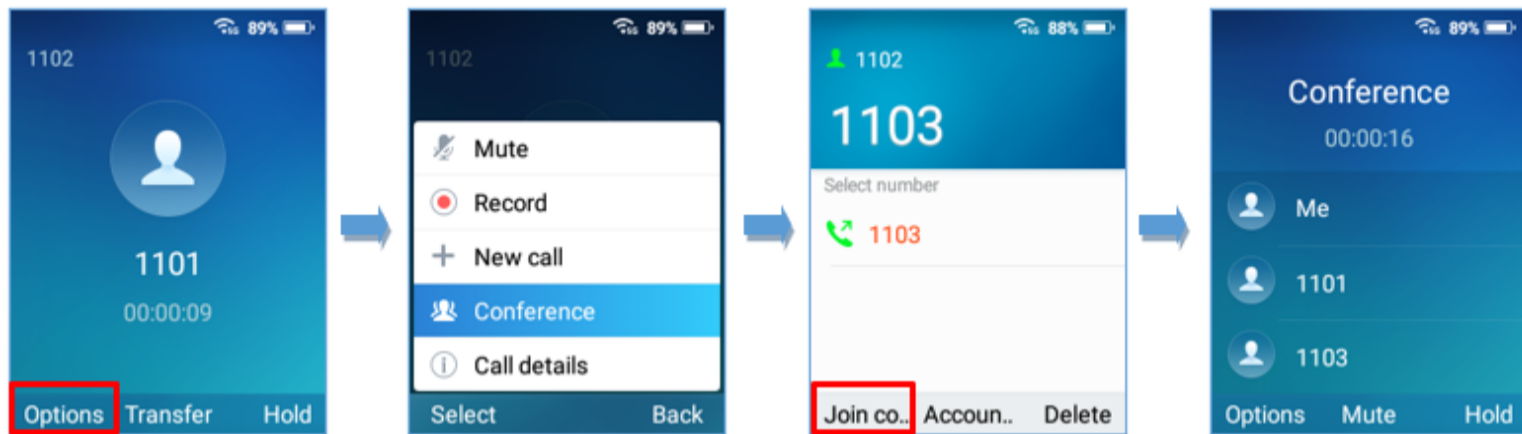 89%
1102
1101
00:00:09
Options Transfer Hold
89%
1102
Mute
Record
New call
Conference
Call details
Select Back
88%
1102
1103
Select number
1103
Join co.. Accoun.. Delete
89%
Conference
00:00:16
Me
1101
1103
Options Mute Hold